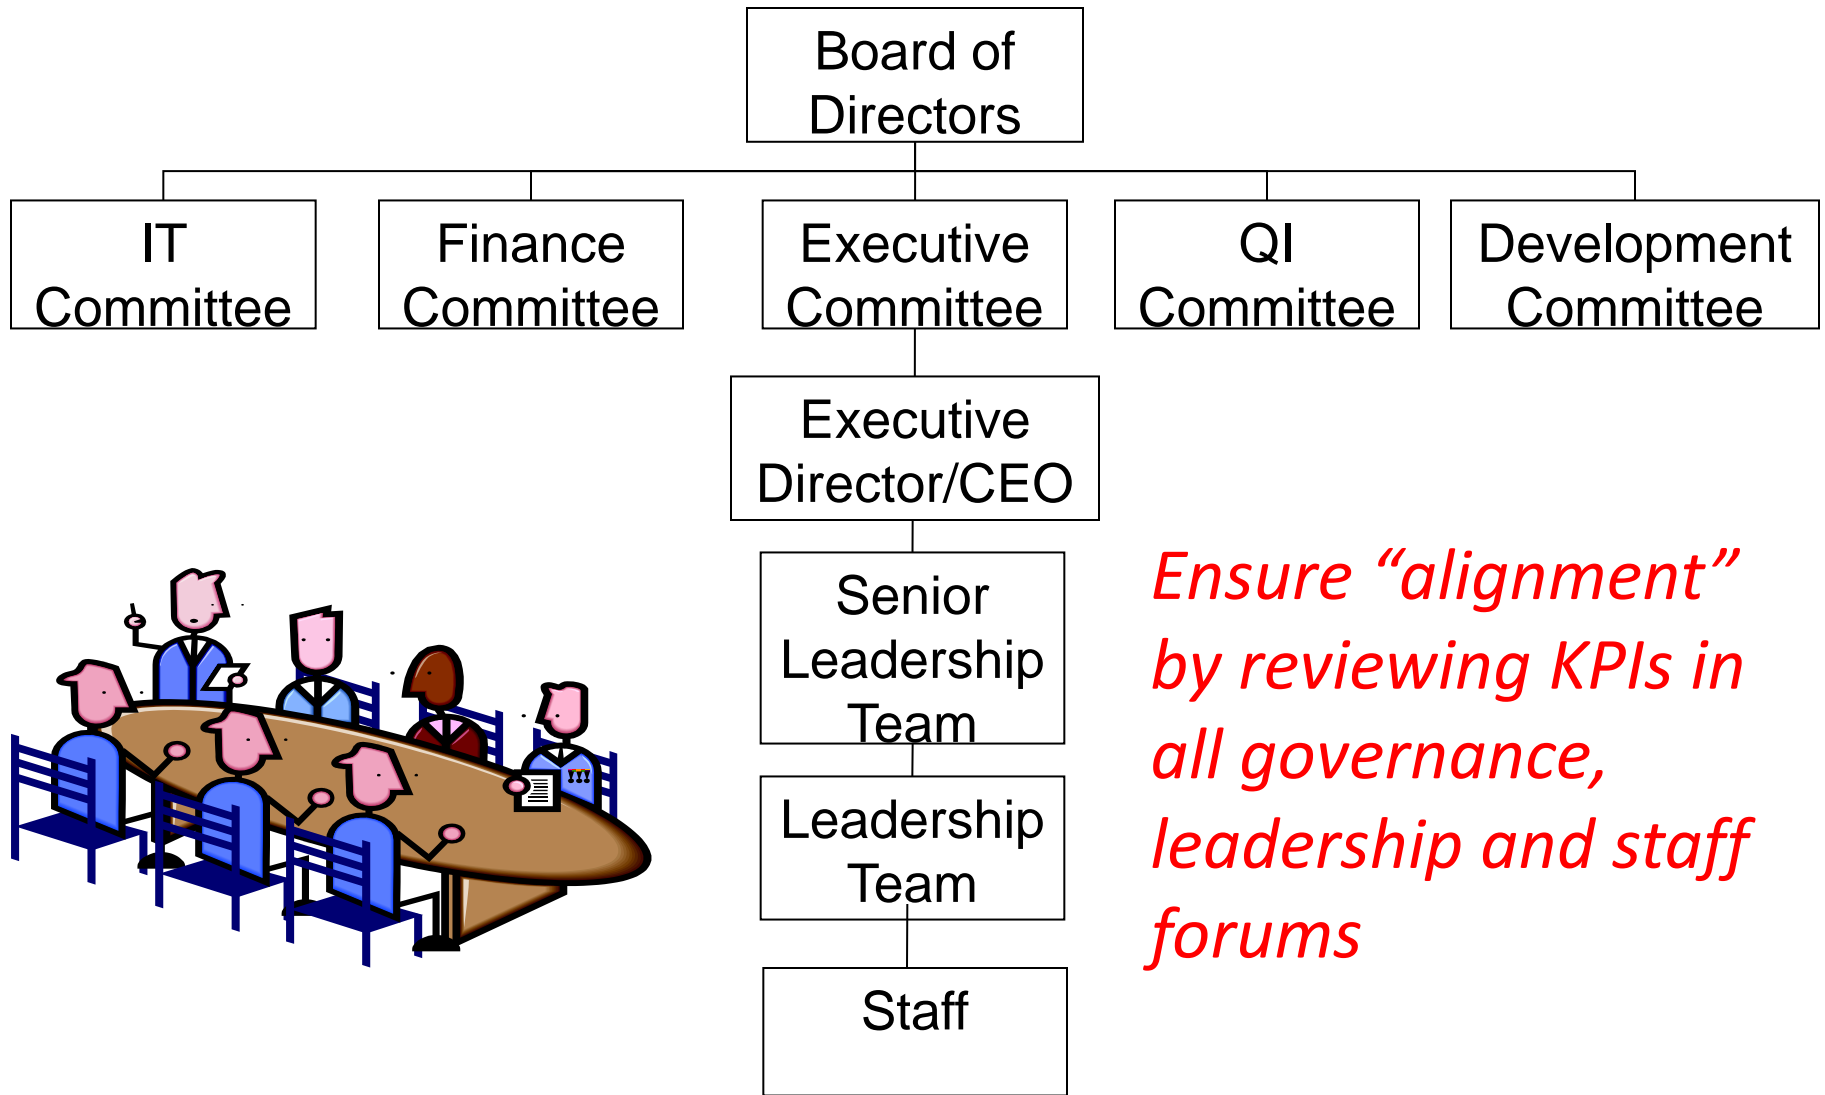 Board of
Directors
IT
Committee
Finance
Committee
Executive
Committee
QI
Committee
Development
Committee
Executive
Director/CEO
Senior
Leadership
Team
Leadership
Team
Staff
Ensure “alignment”
by reviewing KPIs in
all governance,
leadership and staff
forums